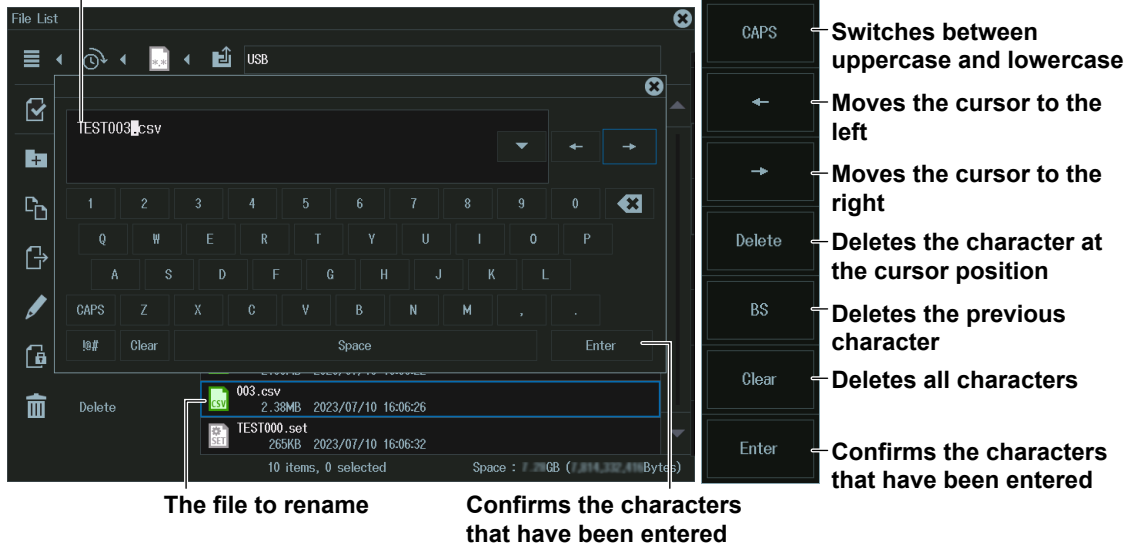 File List
USB
TEST003.csv
1 2 3 4 5 6 7 8 9 0
Q W E R T Y U I O P
A S D F G H J K L
CAPS Z X C V B N M , .
!@# Clear Space Enter
003.csv
2.38MB 2023/07/10 16:06:26
Delete
TEST000.set
265KB 2023/07/10 16:06:32
10 items, 0 selected Space : GB ( Bytes)
The file to rename
Confirms the characters
that have been entered
CAPS
Switches between
uppercase and lowercase
←
Moves the cursor to the
left
→
Moves the cursor to the
right
Delete
Deletes the character at
the cursor position
BS
Deletes the previous
character
Clear
Deletes all characters
Enter
Confirms the characters
that have been entered